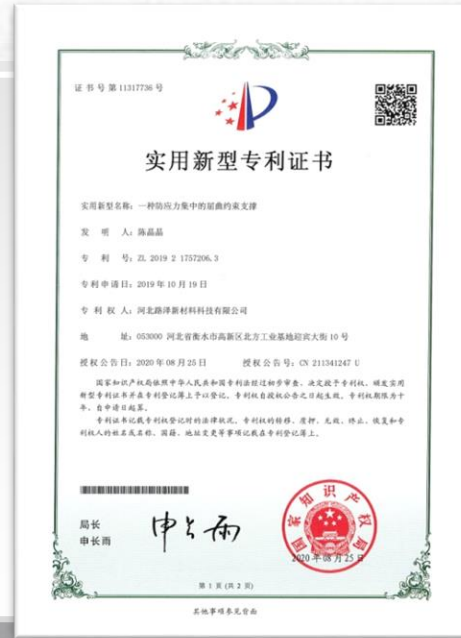 证书号第11317736号
实用新型专利证书
实用新型名称：一种防应力集中的屈曲约束支撑
发 明 人：陈晶晶
专 利 号：ZL 2019 2 1757206.3
专利申请日：2019年10月19日
专 利 权 人：河北路泽新材料科技有限公司
地 址：053000 河北省衡水市高新区北方工业基地迎宾大街10号
授权公告日：2020年08月25日 授权公告号：CN 211341247 U
国家知识产权局依照中华人民共和国专利法经过初步审查，决定授予专利权，颁发实用
新型专利证书并在专利登记簿上予以登记。专利权自授权公告之日起生效。专利权期限为十
年，自申请日起算。
专利证书记载专利权登记时的法律状况。专利权的转移、质押、无效、终止、恢复和专
利权人的姓名或名称、国籍、地址变更等事项记载在专利登记簿上。
局长
申长雨
申长雨
国家知识产权局
2020年08月25日
第 1 页 (共 2 页)
其他事项参见背面